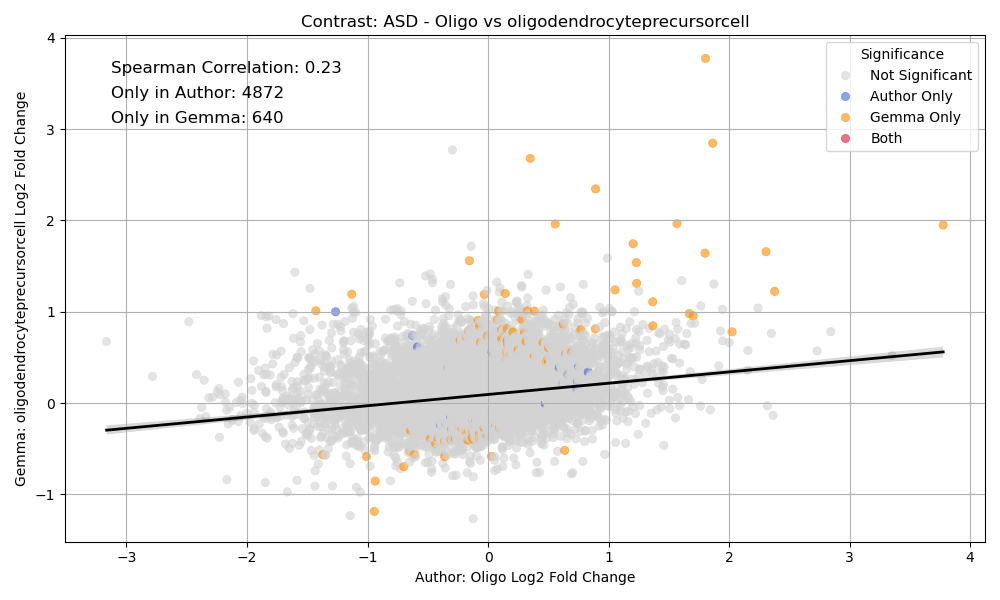 Contrast: ASD - Oligo vs oligodendrocyteprecursorcell
Spearman Correlation: 0.23
Only in Author: 4872
Only in Gemma: 640
Significance
Not Significant
Author Only
Gemma Only
Both
Gemma: oligodendrocyteprecursorcell Log2 Fold Change
4
3
2
1
0
−1
−3
−2
−1
0
1
2
3
4
Author: Oligo Log2 Fold Change